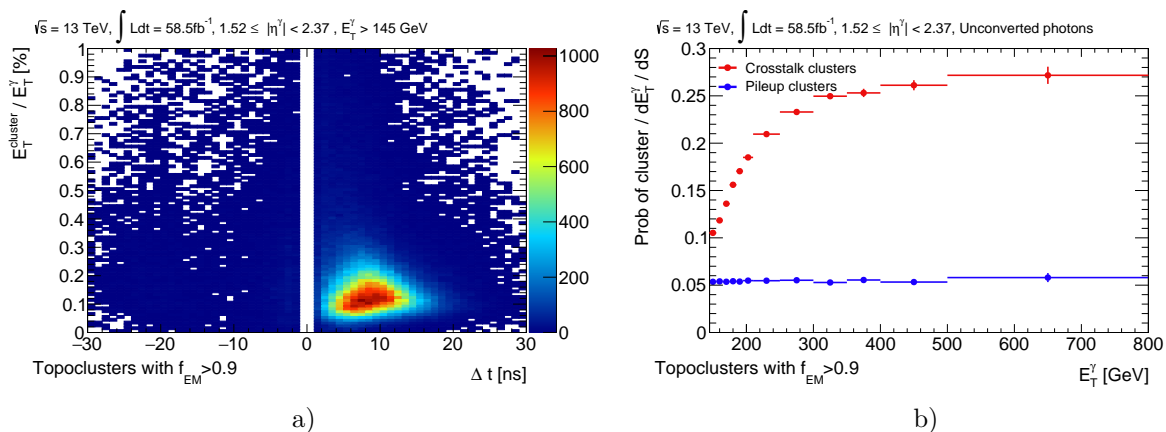 √s = 13 TeV, ∫ Ldt = 58.5fb⁻¹, 1.52 ≤ |η^γ| < 2.37 , E_T^γ > 145 GeV
E_T^cluster / E_T^γ [%]
1
0.9
0.8
0.7
0.6
0.5
0.4
0.3
0.2
0.1
0
−30 −20 −10 0 10 20 30
1000
800
600
400
200
0
Topoclusters with f_EM>0.9
Δ t [ns]
a)
√s = 13 TeV, ∫ Ldt = 58.5fb⁻¹, 1.52 ≤ |η^γ| < 2.37, Unconverted photons
Prob of cluster / dE_T^γ / dS
0.3
0.25
0.2
0.15
0.1
0.05
0
Crosstalk clusters
Pileup clusters
200 300 400 500 600 700 800
Topoclusters with f_EM>0.9
E_T^γ [GeV]
b)